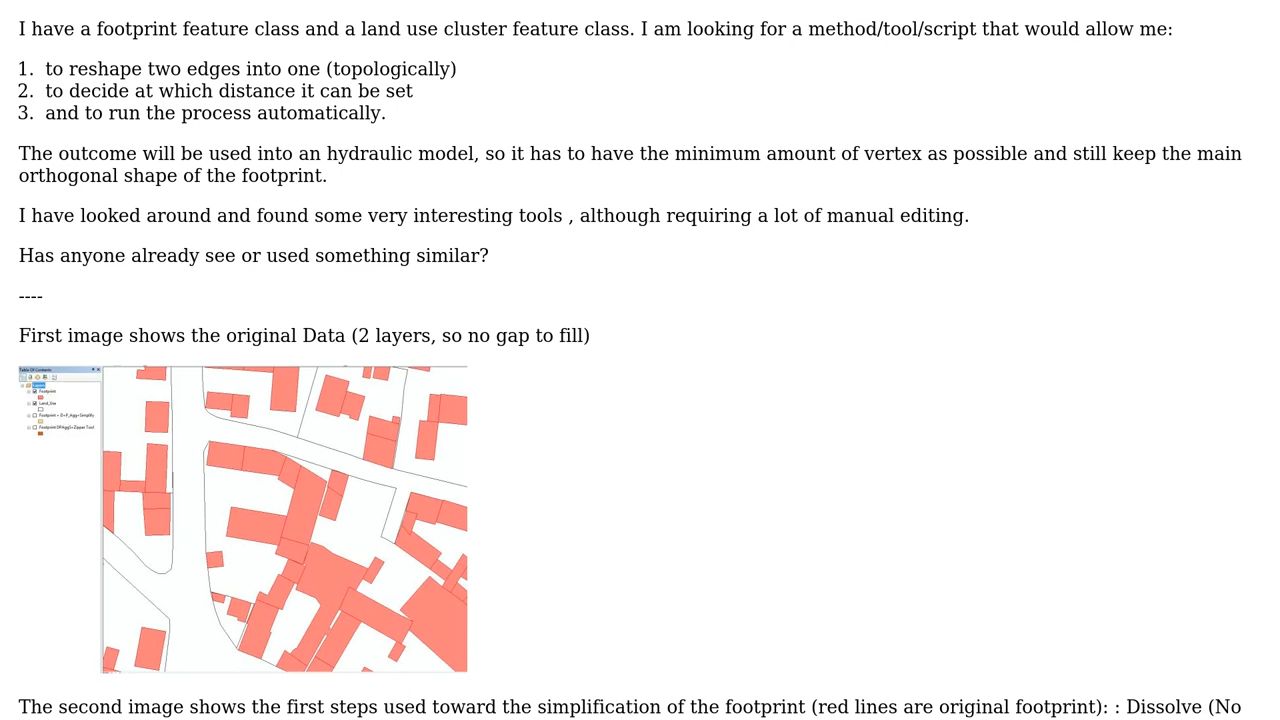 I have a footprint feature class and a land use cluster feature class. I am looking for a method/tool/script that would allow me:
1. to reshape two edges into one (topologically)
2. to decide at which distance it can be set
3. and to run the process automatically.
The outcome will be used into an hydraulic model, so it has to have the minimum amount of vertex as possible and still keep the main
orthogonal shape of the footprint.
I have looked around and found some very interesting tools , although requiring a lot of manual editing.
Has anyone already see or used something similar?
----
First image shows the original Data (2 layers, so no gap to fill)
Table Of Contents
Layers
Footprint
Land_Use
The second image shows the first steps used toward the simplification of the footprint (red lines are original footprint): : Dissolve (No